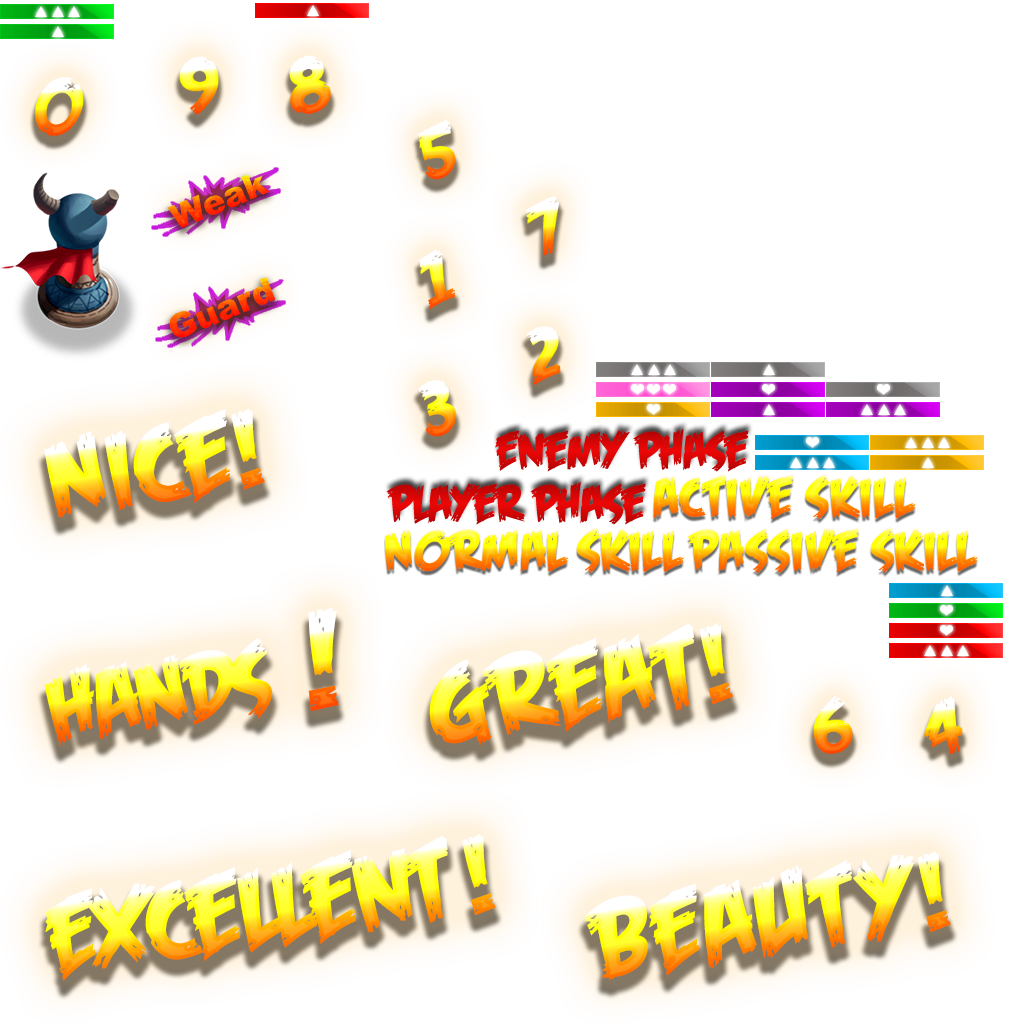 0
9
8
5
Weak
7
1
Guard
2
3
NICE!
ENEMY PHASE
PLAYER PHASE
ACTIVE SKILL
NORMAL SKILL
PASSIVE SKILL
HANDS !
GREAT!
6
4
EXCELLENT!
BEAUTY!